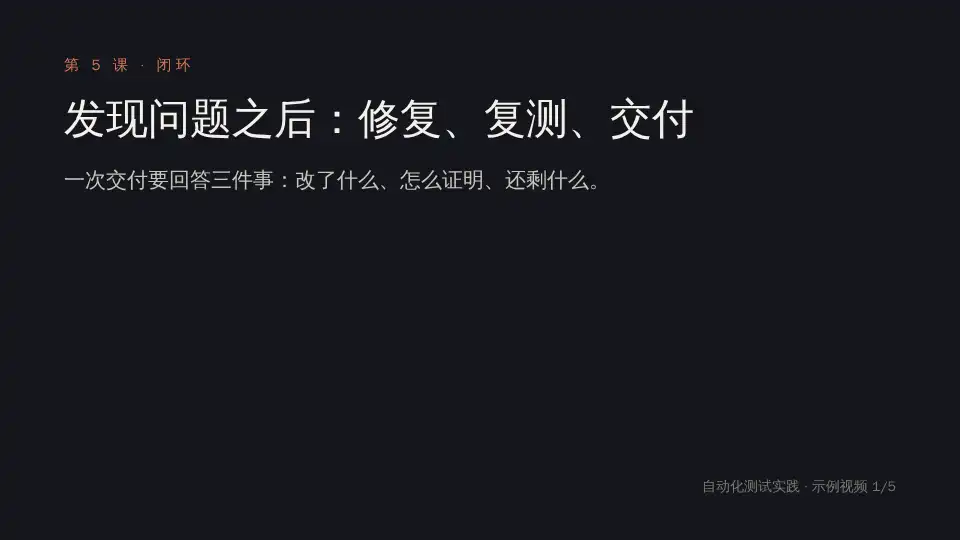 第 5 课 · 闭环
发现问题之后：修复、复测、交付
一次交付要回答三件事：改了什么、怎么证明、还剩什么。
自动化测试实践 · 示例视频 1/5